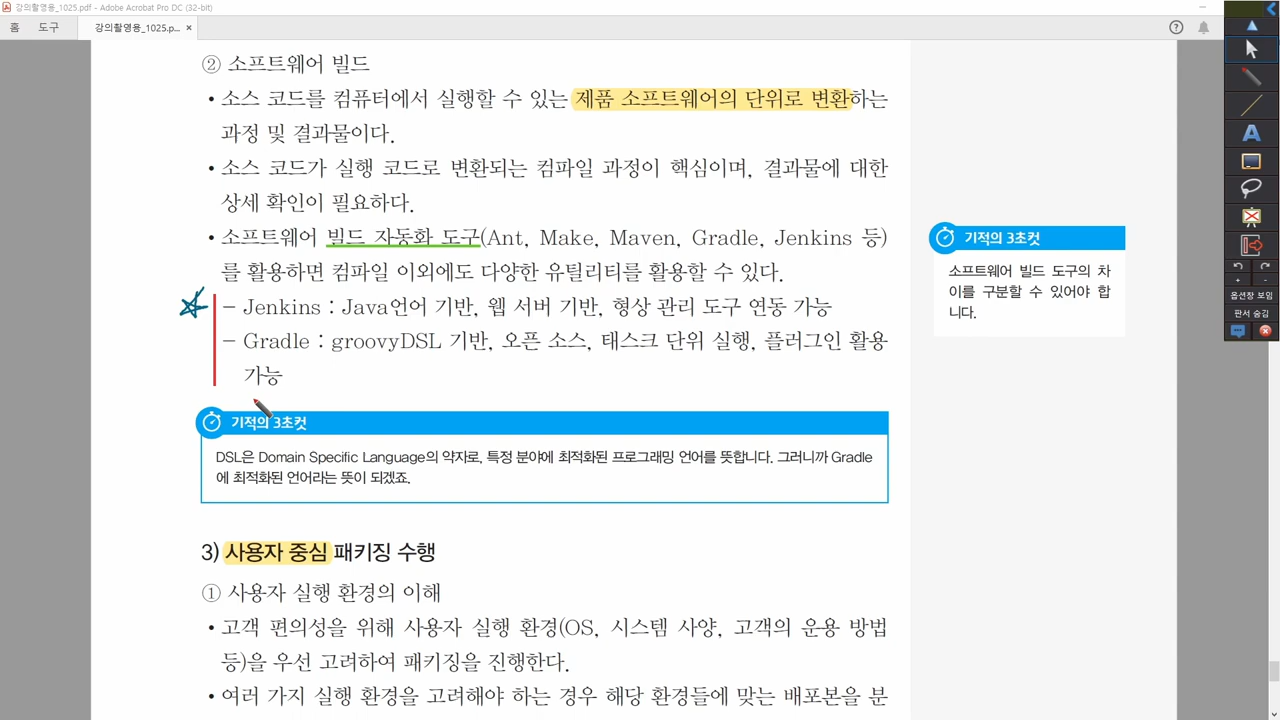 강의촬영용_1025.pdf - Adobe Acrobat Pro DC (32-bit)
홈 도구 강의촬영용_1025.p... ×
② 소프트웨어 빌드
• 소스 코드를 컴퓨터에서 실행할 수 있는 제품 소프트웨어의 단위로 변환하는
과정 및 결과물이다.
• 소스 코드가 실행 코드로 변환되는 컴파일 과정이 핵심이며, 결과물에 대한
상세 확인이 필요하다.
• 소프트웨어 빌드 자동화 도구(Ant, Make, Maven, Gradle, Jenkins 등)
를 활용하면 컴파일 이외에도 다양한 유틸리티를 활용할 수 있다.
– Jenkins : Java언어 기반, 웹 서버 기반, 형상 관리 도구 연동 가능
– Gradle : groovyDSL 기반, 오픈 소스, 태스크 단위 실행, 플러그인 활용
가능
기적의 3초컷
DSL은 Domain Specific Language의 약자로, 특정 분야에 최적화된 프로그래밍 언어를 뜻합니다. 그러니까 Gradle
에 최적화된 언어라는 뜻이 되겠죠.
3) 사용자 중심 패키징 수행
① 사용자 실행 환경의 이해
• 고객 편의성을 위해 사용자 실행 환경(OS, 시스템 사양, 고객의 운용 방법
등)을 우선 고려하여 패키징을 진행한다.
• 여러 가지 실행 환경을 고려해야 하는 경우 해당 환경들에 맞는 배포본을 분
기적의 3초컷
소프트웨어 빌드 도구의 차
이를 구분할 수 있어야 합
니다.
A
옵션장 보임
판서 숨김